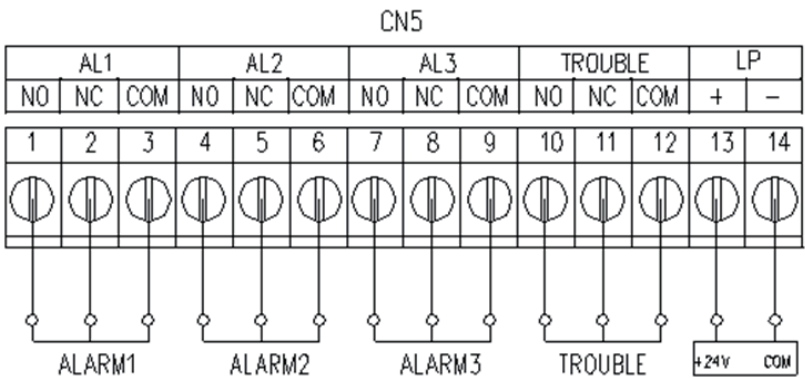 CN5
AL1 AL2 AL3 TROUBLE LP
NO NC COM NO NC COM NO NC COM NO NC COM + −
1 2 3 4 5 6 7 8 9 10 11 12 13 14
ALARM1 ALARM2 ALARM3 TROUBLE +24V COM